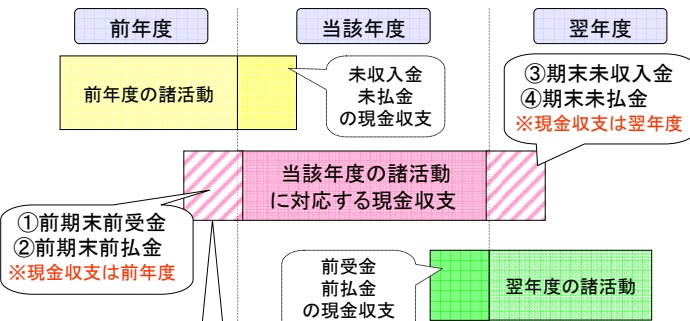 前年度
当該年度
翌年度
前年度の諸活動
未収入金
未払金
の現金収支
③期末未収入金
④期末未払金
※現金収支は翌年度
当該年度の諸活動
に対応する現金収支
①前期末前受金
②前期末前払金
※現金収支は前年度
前受金
前払金
の現金収支
翌年度の諸活動